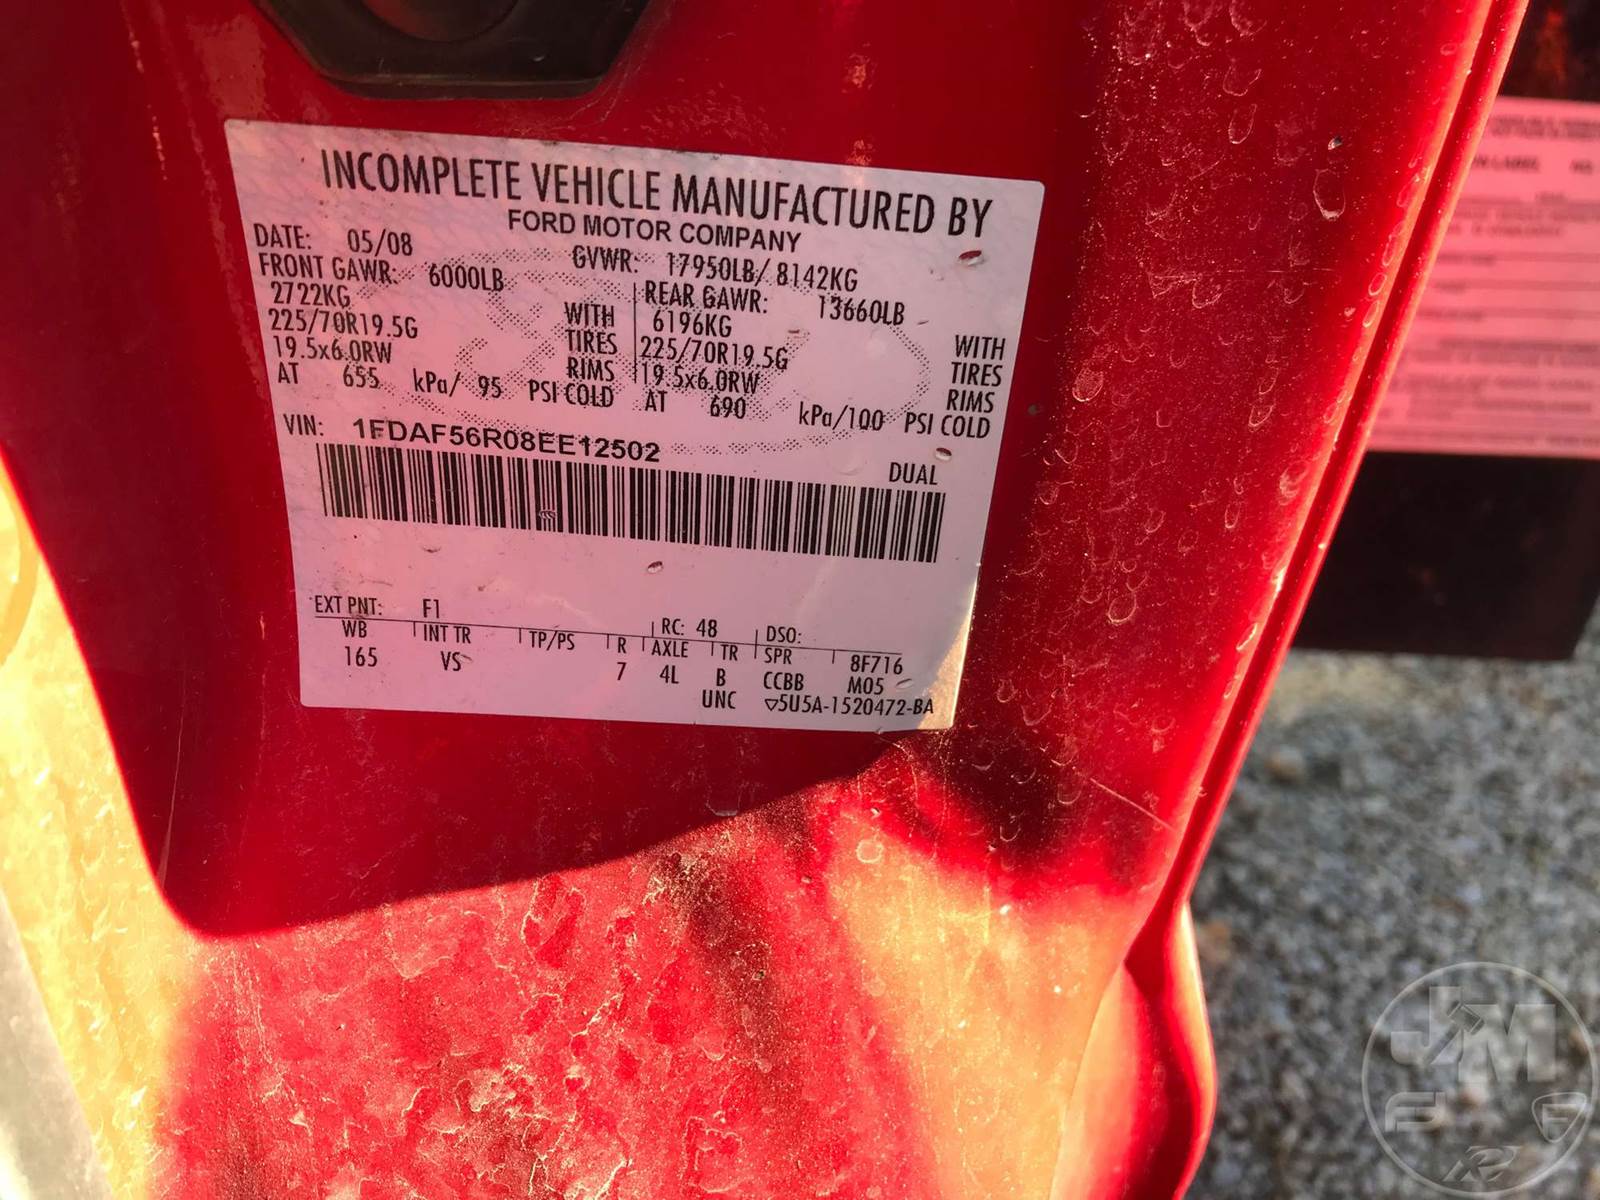 INCOMPLETE VEHICLE MANUFACTURED BY
FORD MOTOR COMPANY
DATE: 05/08 GVWR: 17950LB/ 8142KG
FRONT GAWR: 6000LB REAR GAWR: 13660LB
2722KG WITH 6196KG WITH
225/70R19.5G TIRES 225/70R19.5G TIRES
19.5x6.0RW RIMS 19.5x6.0RW RIMS
AT 655 kPa/ 95 PSI COLD AT 690 kPa/100 PSI COLD
VIN: 1FDAF56R08EE12502
DUAL
EXT PNT: F1 RC: 48 DSO:
WB INT TR TP/PS R AXLE TR SPR 8F716
165 VS 7 4L B CCBB M05
UNC ▽5U5A-1520472-BA
JM